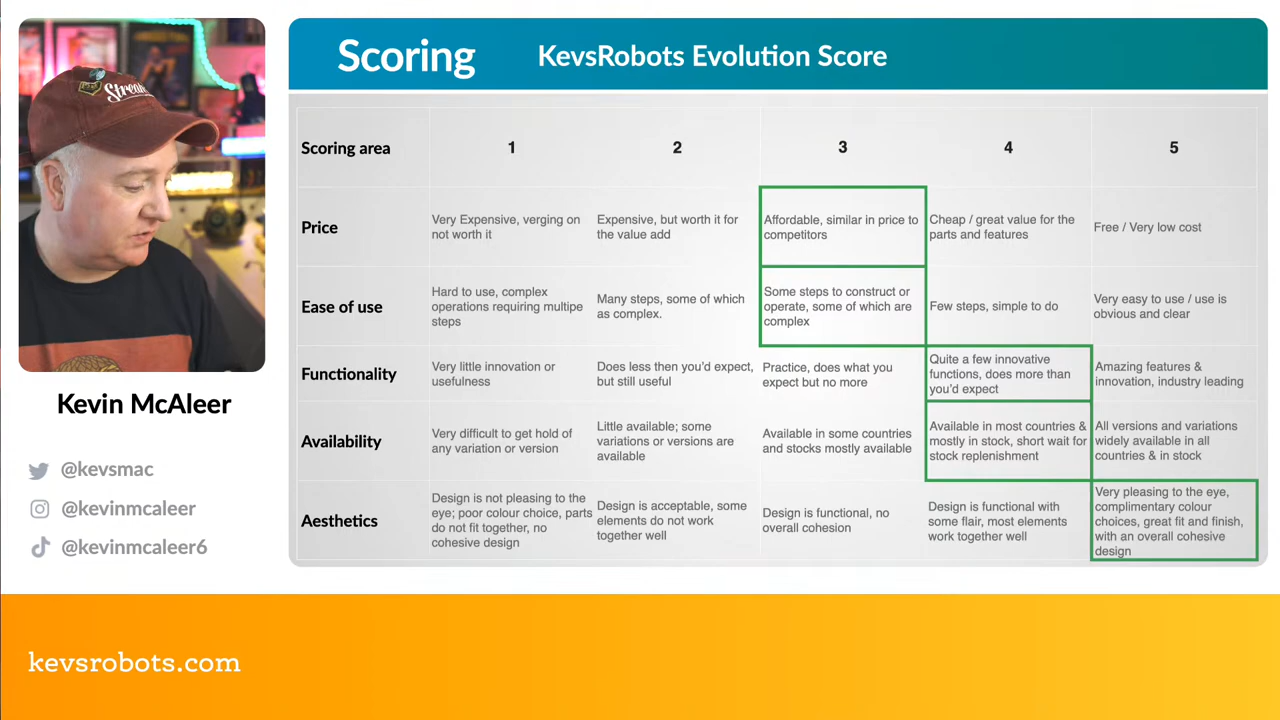 Scoring KevsRobots Evolution Score
Scoring area 1 2 3 4 5
Price
Very Expensive, verging on
not worth it
Expensive, but worth it for
the value add
Affordable, similar in price to
competitors
Cheap / great value for the
parts and features
Free / Very low cost
Ease of use
Hard to use, complex
operations requiring multipe
steps
Many steps, some of which
as complex.
Some steps to construct or
operate, some of which are
complex
Few steps, simple to do
Very easy to use / use is
obvious and clear
Functionality
Very little innovation or
usefulness
Does less then you'd expect,
but still useful
Practice, does what you
expect but no more
Quite a few innovative
functions, does more than
you'd expect
Amazing features &
innovation, industry leading
Availability
Very difficult to get hold of
any variation or version
Little available; some
variations or versions are
available
Available in some countries
and stocks mostly available
Available in most countries &
mostly in stock, short wait for
stock replenishment
All versions and variations
widely available in all
countries & in stock
Aesthetics
Design is not pleasing to the
eye; poor colour choice, parts
do not fit together, no
cohesive design
Design is acceptable, some
elements do not work
together well
Design is functional, no
overall cohesion
Design is functional with
some flair, most elements
work together well
Very pleasing to the eye,
complimentary colour
choices, great fit and finish,
with an overall cohesive
design
Kevin McAleer
@kevsmac
@kevinmcaleer
@kevinmcaleer6
kevsrobots.com